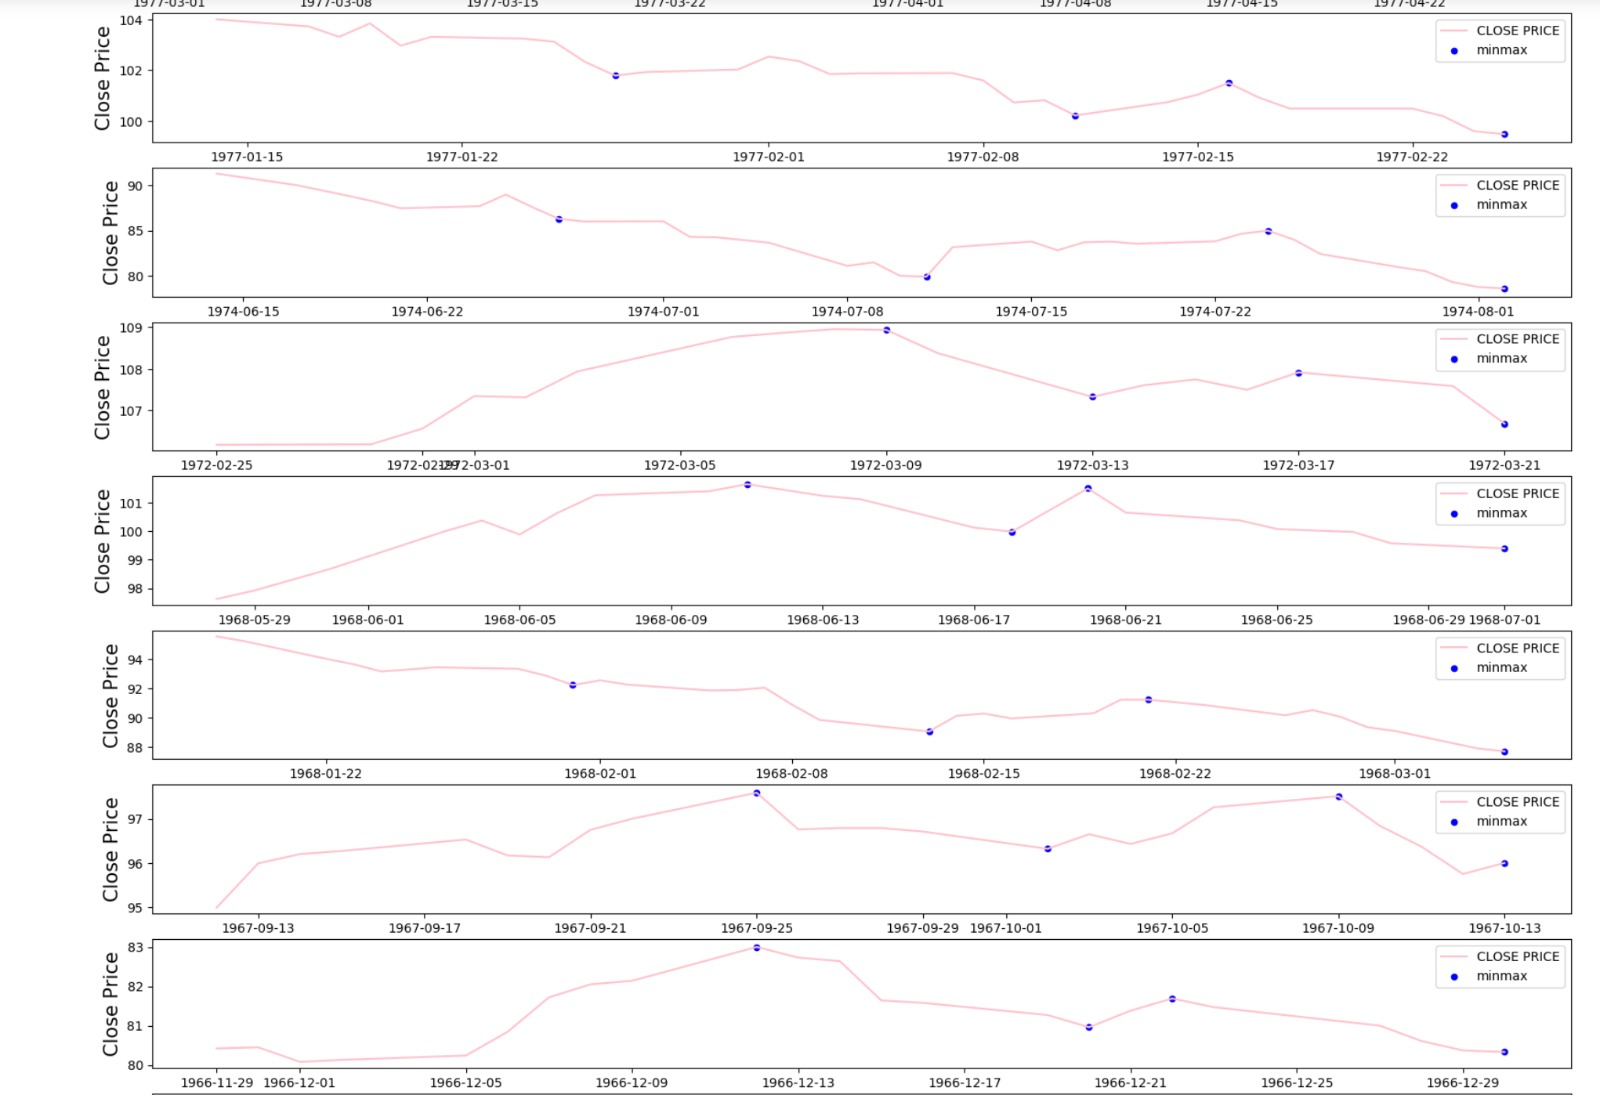 1977-03-01 1977-03-08 1977-03-15 1977-03-22 1977-04-01 1977-04-08 1977-04-15 1977-04-22
Close Price
104
102
100
CLOSE PRICE
minmax
1977-01-15 1977-01-22 1977-02-01 1977-02-08 1977-02-15 1977-02-22
Close Price
90
85
80
CLOSE PRICE
minmax
1974-06-15 1974-06-22 1974-07-01 1974-07-08 1974-07-15 1974-07-22 1974-08-01
Close Price
109
108
107
CLOSE PRICE
minmax
1972-02-25 1972-02-29 1972-03-01 1972-03-05 1972-03-09 1972-03-13 1972-03-17 1972-03-21
Close Price
101
100
99
98
CLOSE PRICE
minmax
1968-05-29 1968-06-01 1968-06-05 1968-06-09 1968-06-13 1968-06-17 1968-06-21 1968-06-25 1968-06-29 1968-07-01
Close Price
94
92
90
88
CLOSE PRICE
minmax
1968-01-22 1968-02-01 1968-02-08 1968-02-15 1968-02-22 1968-03-01
Close Price
97
96
95
CLOSE PRICE
minmax
1967-09-13 1967-09-17 1967-09-21 1967-09-25 1967-09-29 1967-10-01 1967-10-05 1967-10-09 1967-10-13
Close Price
83
82
81
80
CLOSE PRICE
minmax
1966-11-29 1966-12-01 1966-12-05 1966-12-09 1966-12-13 1966-12-17 1966-12-21 1966-12-25 1966-12-29